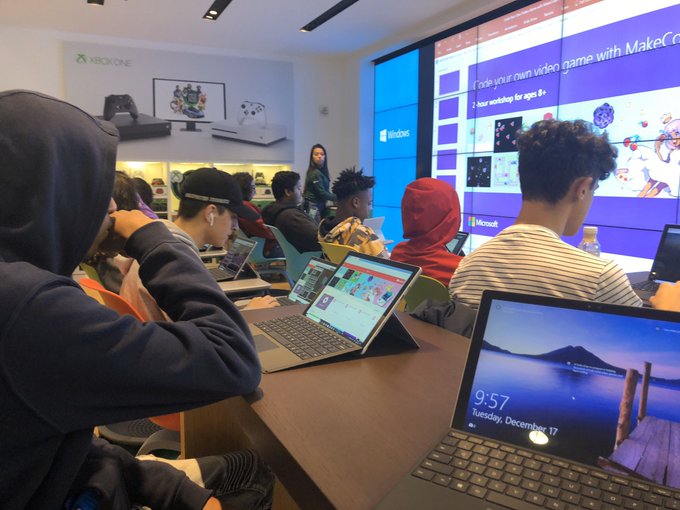 XBOX ONE
Windows
Code your own video game with MakeCo
2-hour workshop for ages 8+
Microsoft
9:57
Tuesday, December 17